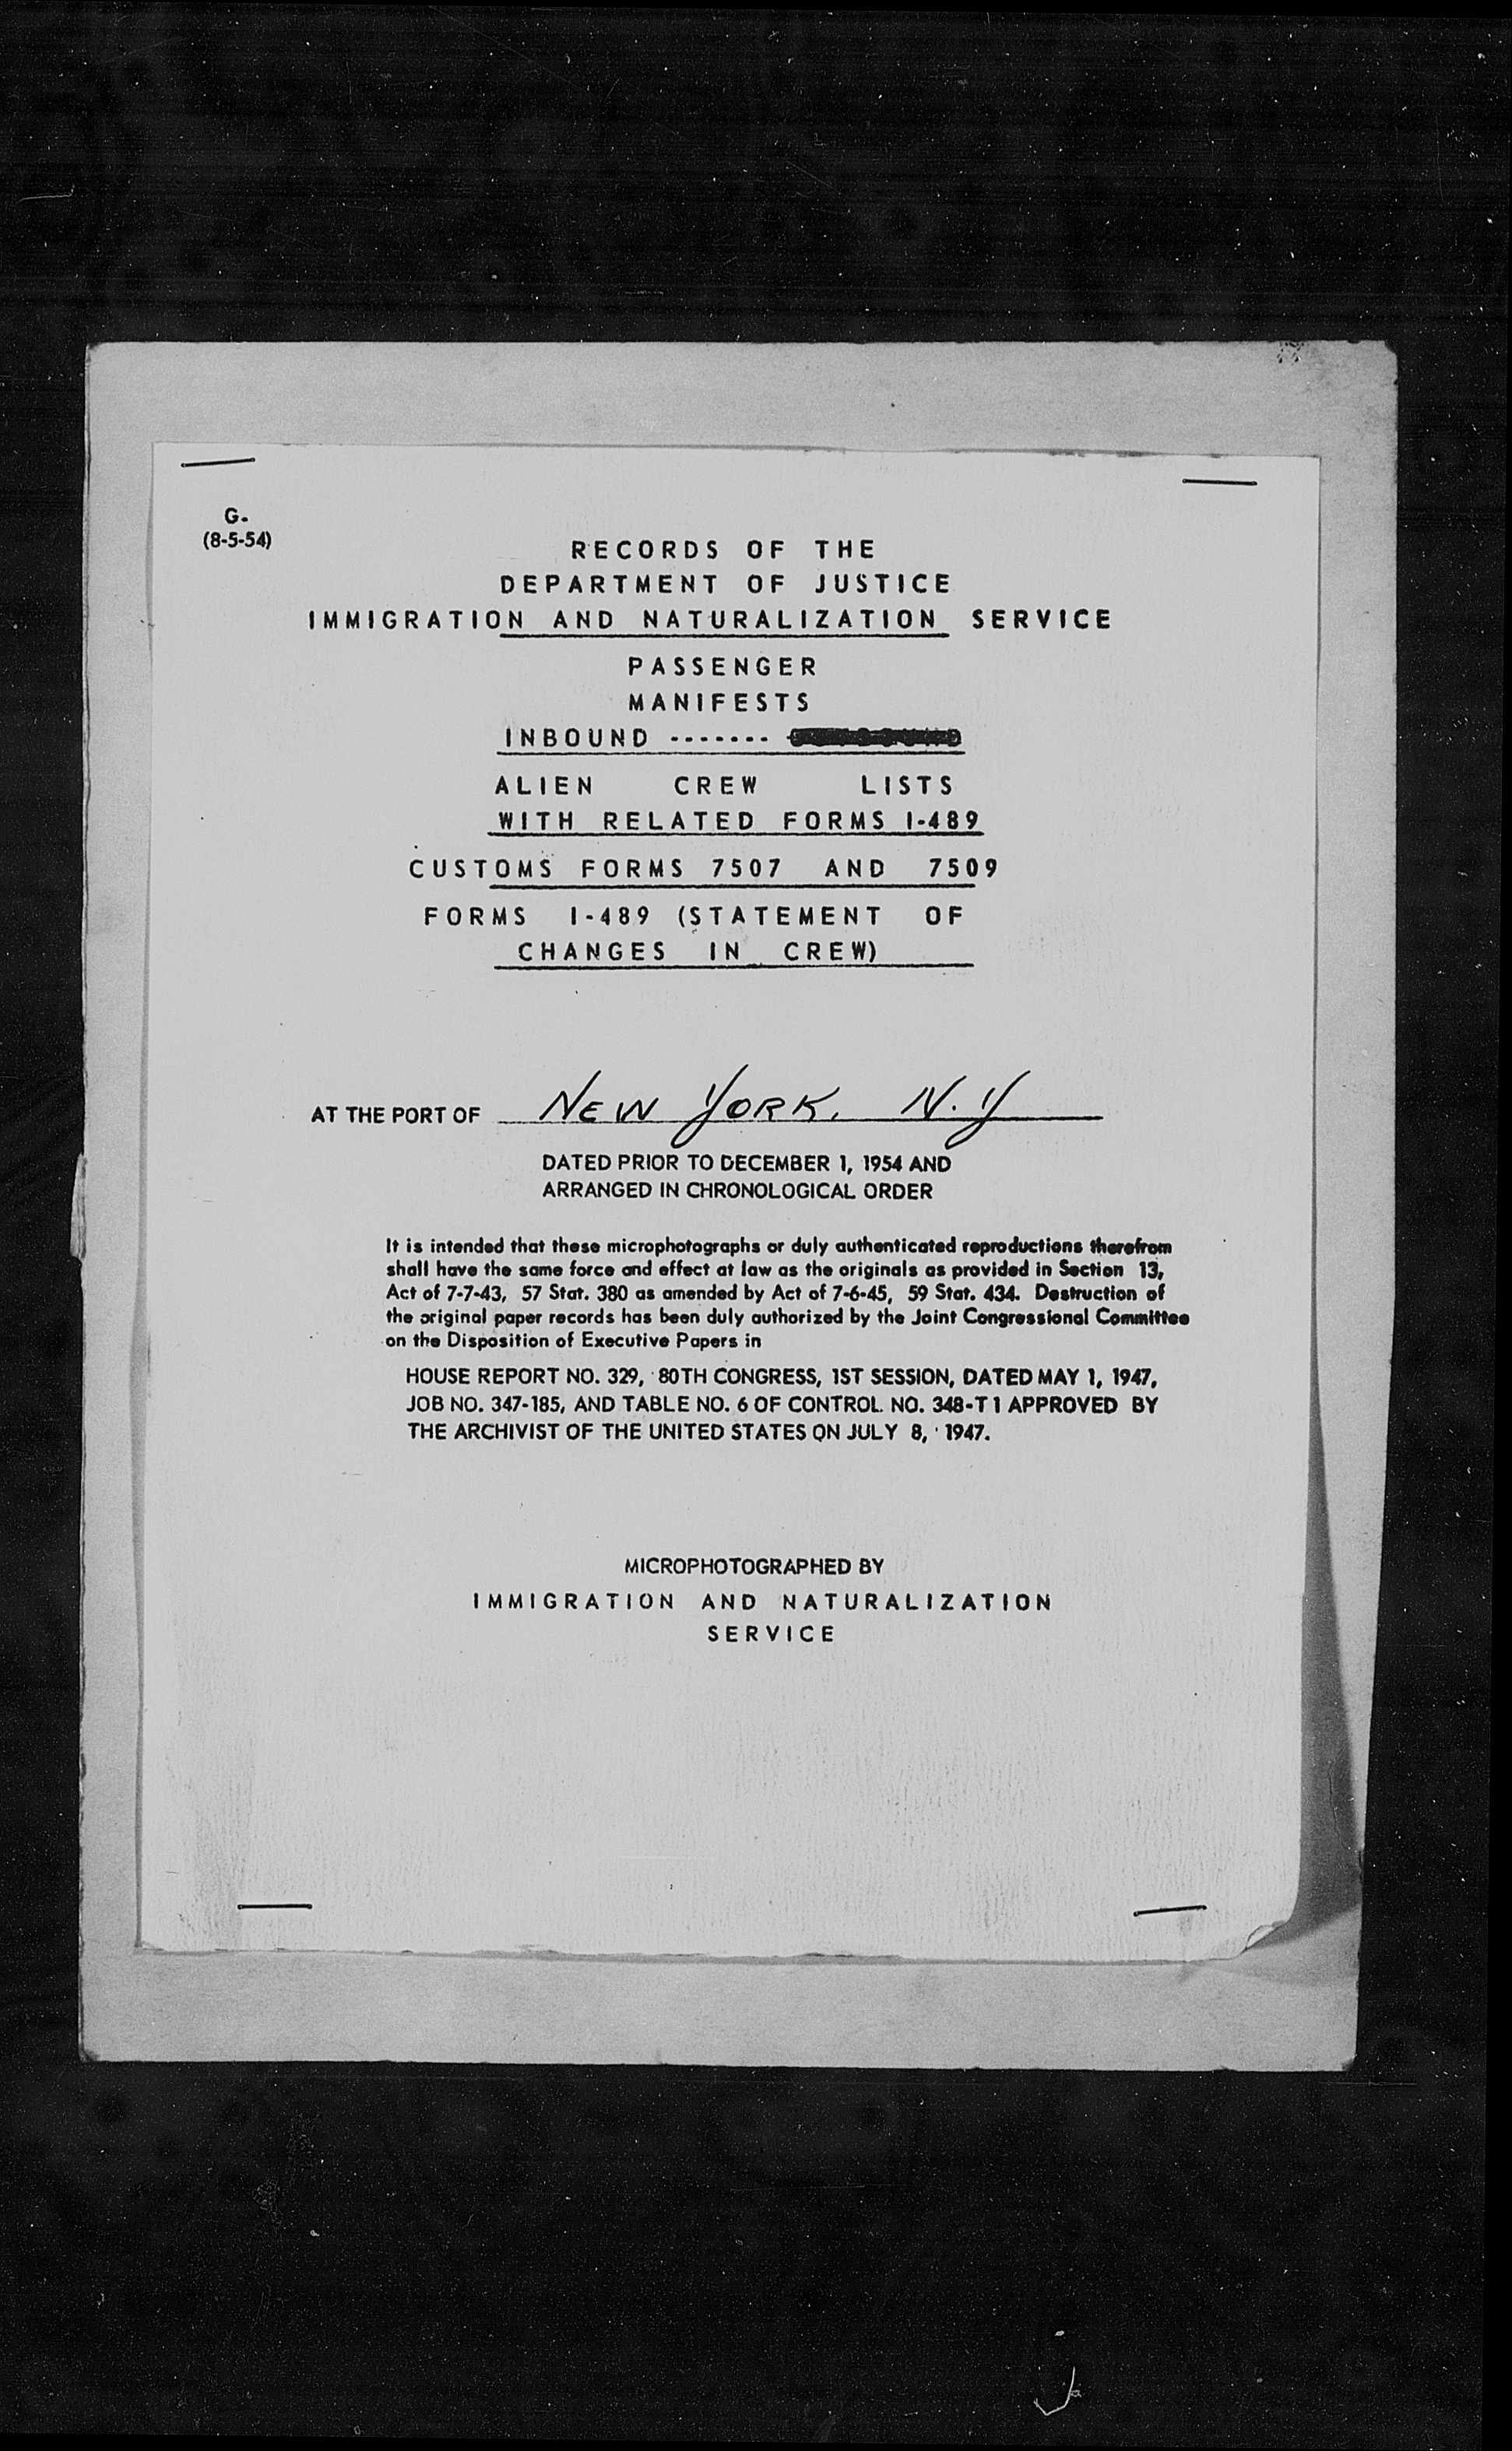 G.
(8-5-54)
RECORDS OF THE
DEPARTMENT OF JUSTICE
IMMIGRATION AND NATURALIZATION SERVICE
PASSENGER
MANIFESTS
INBOUND -------
ALIEN CREW LISTS
WITH RELATED FORMS I-489
CUSTOMS FORMS 7507 AND 7509
FORMS I-489 (STATEMENT OF
CHANGES IN CREW)
AT THE PORT OF NEW YORK. N.Y
DATED PRIOR TO DECEMBER 1, 1954 AND
ARRANGED IN CHRONOLOGICAL ORDER
It is intended that these microphotographs or duly authenticated reproductions therefrom
shall have the same force and effect at law as the originals as provided in Section 13,
Act of 7-7-43, 57 Stat. 380 as amended by Act of 7-6-45, 59 Stat. 434. Destruction of
the original paper records has been duly authorized by the Joint Congressional Committee
on the Disposition of Executive Papers in
HOUSE REPORT NO. 329, 80TH CONGRESS, 1ST SESSION, DATED MAY 1, 1947,
JOB NO. 347-185, AND TABLE NO. 6 OF CONTROL NO. 348-T1 APPROVED BY
THE ARCHIVIST OF THE UNITED STATES ON JULY 8, 1947.
MICROPHOTOGRAPHED BY
IMMIGRATION AND NATURALIZATION
SERVICE